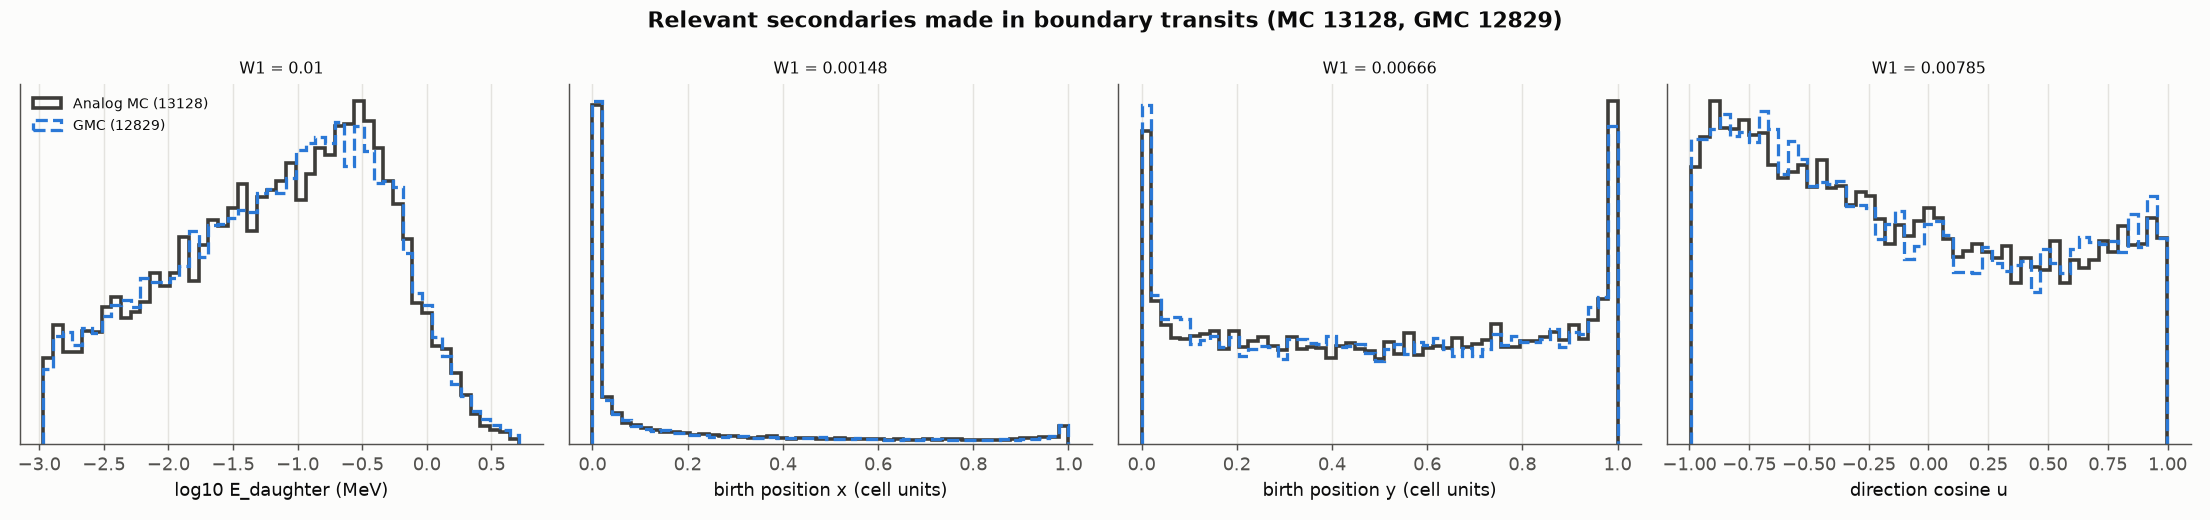 Relevant secondaries made in boundary transits (MC 13128, GMC 12829)
W1 = 0.01
W1 = 0.00148
W1 = 0.00666
W1 = 0.00785
Analog MC (13128)
GMC (12829)
−3.0 −2.5 −2.0 −1.5 −1.0 −0.5 0.0 0.5
0.0 0.2 0.4 0.6 0.8 1.0
0.0 0.2 0.4 0.6 0.8 1.0
−1.00 −0.75 −0.50 −0.25 0.00 0.25 0.50 0.75 1.00
log10 E_daughter (MeV)
birth position x (cell units)
birth position y (cell units)
direction cosine u